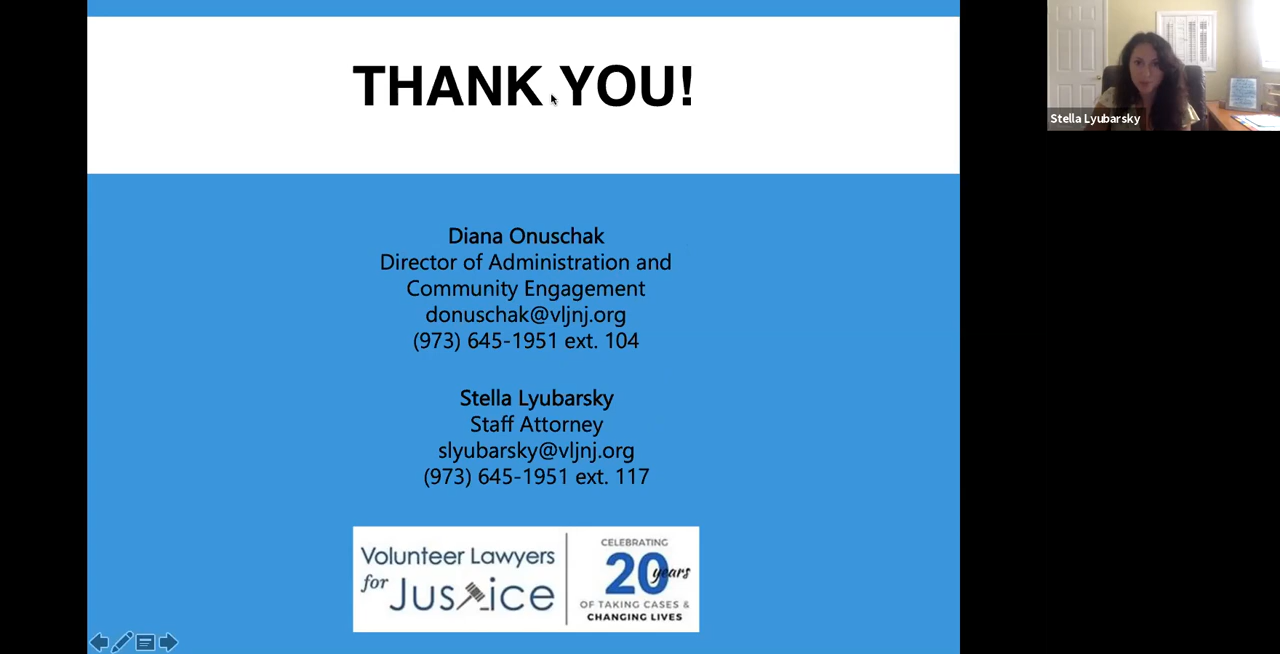 THANK YOU!
Stella Lyubarsky
Diana Onuschak
Director of Administration and
Community Engagement
donuschak@vljnj.org
(973) 645-1951 ext. 104
Stella Lyubarsky
Staff Attorney
slyubarsky@vljnj.org
(973) 645-1951 ext. 117
Volunteer Lawyers
for Justice
CELEBRATING
20 years
OF TAKING CASES &
CHANGING LIVES